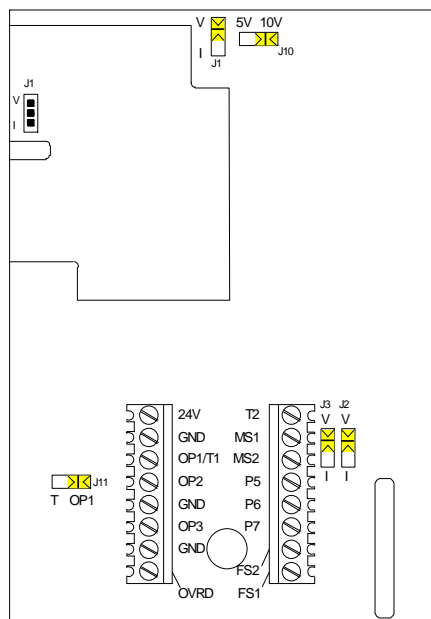 V 5V 10V
I J1 J10
J1
V
I
J3 J2
V V
24V T2
GND MS1
OP1/T1 MS2
I I
OP2 P5
J11
T OP1
GND P6
OP3 P7
GND
FS2
OVRD FS1